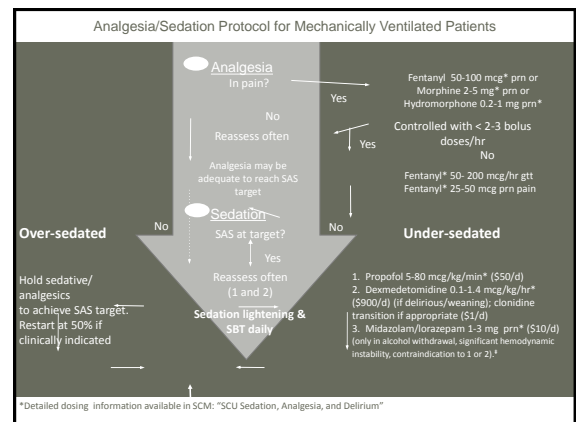 Analgesia/Sedation Protocol for Mechanically Ventilated Patients
Analgesia
In pain?
Yes
Fentanyl 50-100 mcg* prn or
Morphine 2-5 mg* prn or
Hydromorphone 0.2-1 mg prn*
No
Reassess often
Yes
Controlled with < 2-3 bolus
doses/hr
No
Analgesia may be
adequate to reach SAS
target
Fentanyl* 50- 200 mcg/hr gtt
Fentanyl* 25-50 mcg prn pain
Sedation
SAS at target?
No
No
Over-sedated
Under-sedated
Yes
Reassess often
(1 and 2)
Sedation lightening &
SBT daily
Hold sedative/
analgesics
to achieve SAS target.
Restart at 50% if
clinically indicated
1. Propofol 5-80 mcg/kg/min* ($50/d)
2. Dexmedetomidine 0.1-1.4 mcg/kg/hr*
($900/d) (if delirious/weaning); clonidine
transition if appropriate ($1/d)
3. Midazolam/lorazepam 1-3 mg prn* ($10/d)
(only in alcohol withdrawal, significant hemodynamic
instability, contraindication to 1 or 2).
*Detailed dosing information available in SCM: "SCU Sedation, Analgesia, and Delirium"